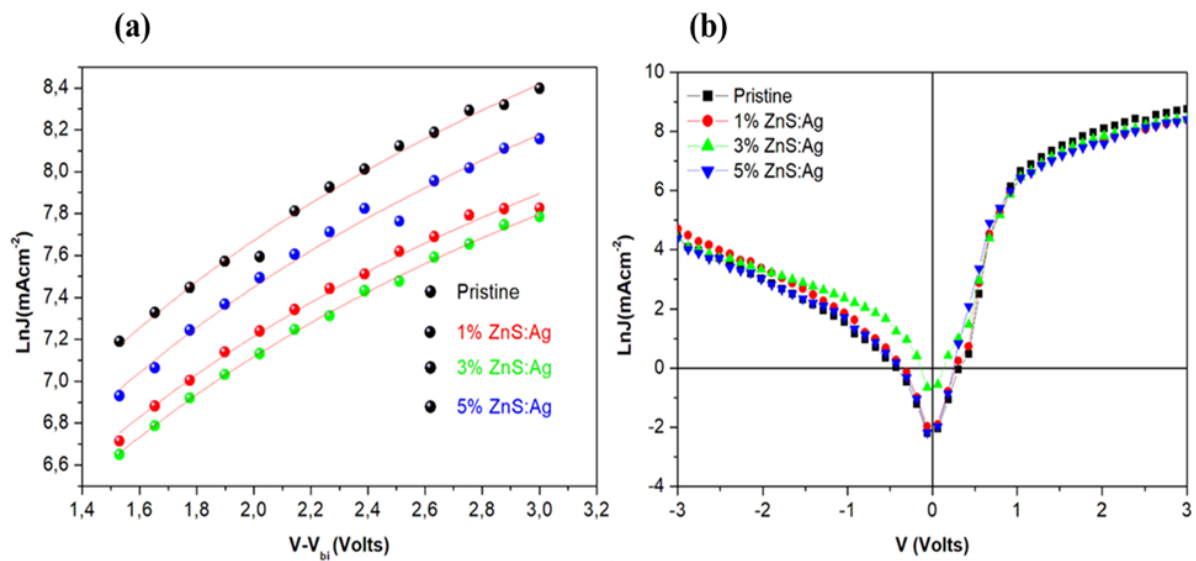 (a)
(b)
LnJ(mAcm⁻²)
8,4
8,2
8,0
7,8
7,6
7,4
7,2
7,0
6,8
6,6
Pristine
1% ZnS:Ag
3% ZnS:Ag
5% ZnS:Ag
1,4 1,6 1,8 2,0 2,2 2,4 2,6 2,8 3,0 3,2
V-Vbi (Volts)
LnJ(mAcm⁻²)
10
8
6
4
2
0
-2
-4
Pristine
1% ZnS:Ag
3% ZnS:Ag
5% ZnS:Ag
-3 -2 -1 0 1 2 3
V (Volts)